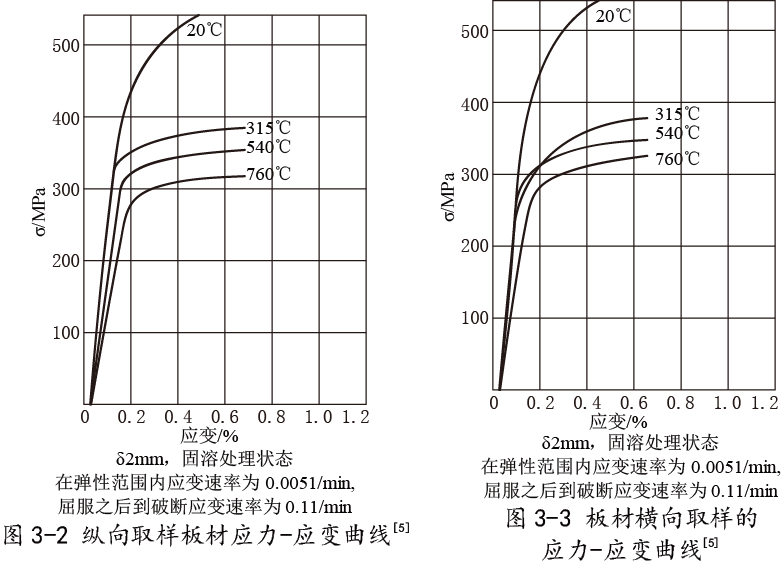 500
400
300
200
100
σ/MPa
20℃
315℃
540℃
760℃
0 0.2 0.4 0.6 0.8 1.0 1.2
应变/%
δ2mm，固溶处理状态
在弹性范围内应变速率为 0.0051/min,
屈服之后到破断应变速率为 0.11/min
图 3-2 纵向取样板材应力-应变曲线[5]
500
400
300
200
100
σ/MPa
20℃
315℃
540℃
760℃
0 0.2 0.4 0.6 0.8 1.0 1.2
应变/%
δ2mm，固溶处理状态
在弹性范围内应变速率为 0.0051/min,
屈服之后到破断应变速率为 0.11/min
图 3-3 板材横向取样的
应力-应变曲线[5]